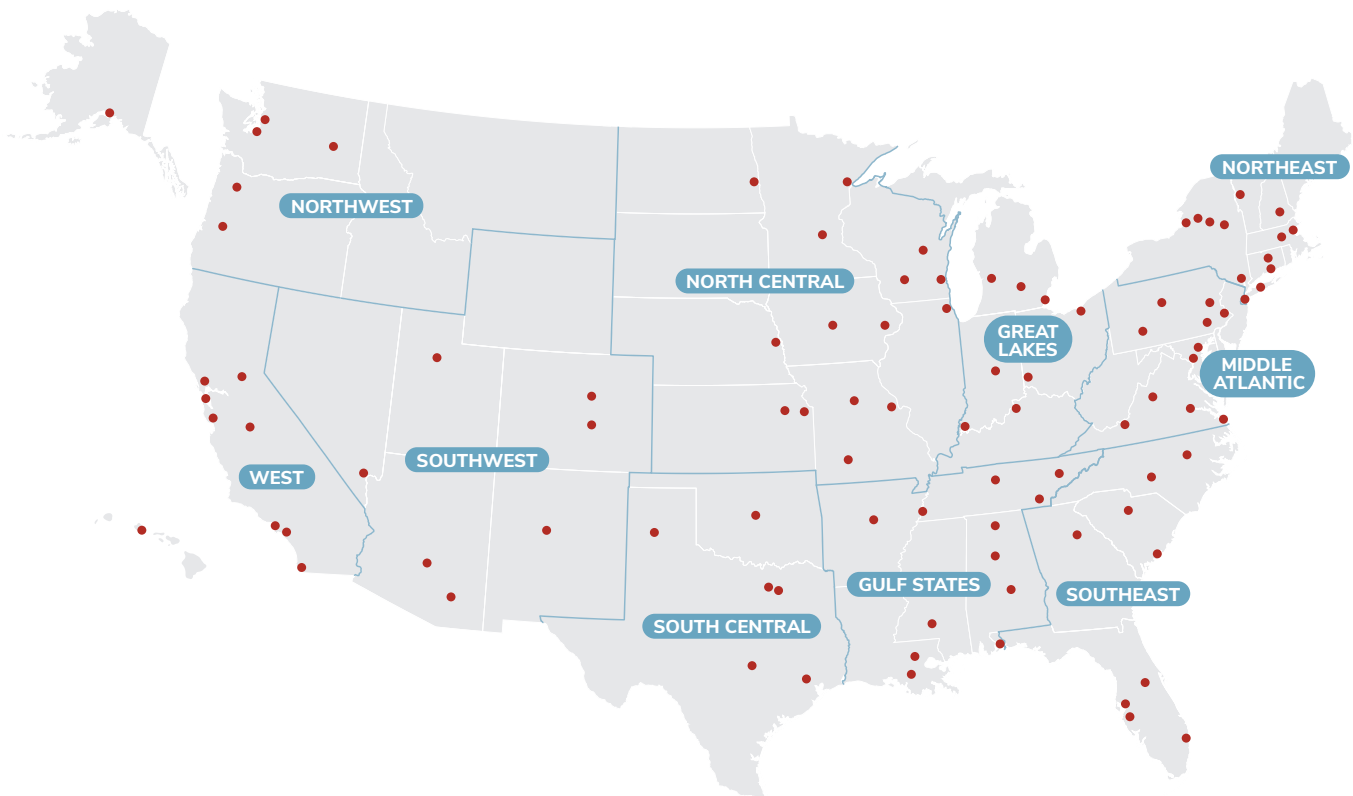 NORTHEAST
NORTHWEST
NORTH CENTRAL
GREAT
LAKES
MIDDLE
ATLANTIC
SOUTHWEST
WEST
GULF STATES
SOUTHEAST
SOUTH CENTRAL